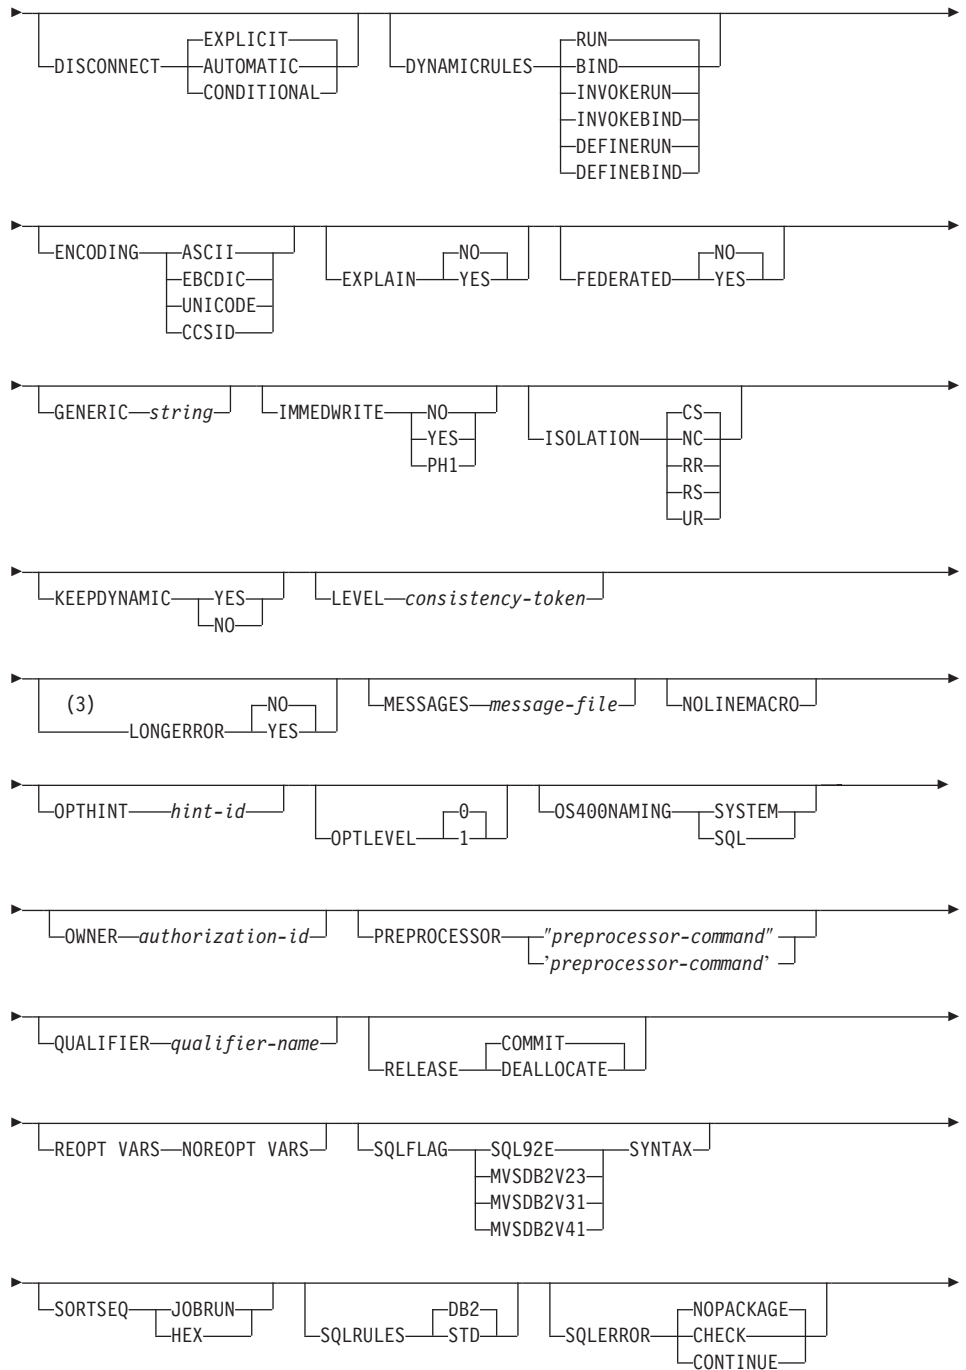 EXPLICIT RUN
DISCONNECT AUTOMATIC DYNAMICRULES BIND
CONDITIONAL INVOKERUN
INVOKEBIND
DEFINERUN
DEFINEBIND
NO NO
ENCODING ASCII EXPLAIN YES FEDERATED YES
EBCDIC
UNICODE
CCSID
CS
GENERIC string IMMEDWRITE NO ISOLATION NC
YES RR
PH1 RS
UR
KEEPDYNAMIC YES LEVEL consistency-token
NO
(3) NO MESSAGES message-file NOLINEMACRO
LONGERROR YES
OPTHINT hint-id 0 OS400NAMING SYSTEM
OPTLEVEL 1 SQL
OWNER authorization-id PREPROCESSOR "preprocessor-command"
'preprocessor-command'
QUALIFIER qualifier-name COMMIT
RELEASE DEALLOCATE
REOPT VARS NOREOPT VARS SQLFLAG SQL92E SYNTAX
MVSDB2V23
MVSDB2V31
MVSDB2V41
SORTSEQ JOBRUN DB2 NOPACKAGE
HEX SQLRULES STD SQLERROR CHECK
CONTINUE